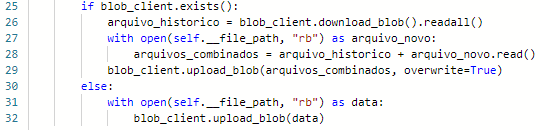 25 if blob_client.exists():
26 arquivo_historico = blob_client.download_blob().readall()
27 with open(self.__file_path, "rb") as arquivo_novo:
28 arquivos_combinados = arquivo_historico + arquivo_novo.read()
29 blob_client.upload_blob(arquivos_combinados, overwrite=True)
30 else:
31 with open(self.__file_path, "rb") as data:
32 blob_client.upload_blob(data)